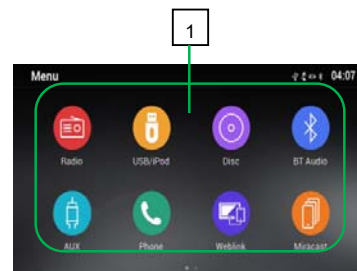 1
Menu 04:07
Radio USB/iPod Disc BT Audio
AUX Phone Weblink Miracast